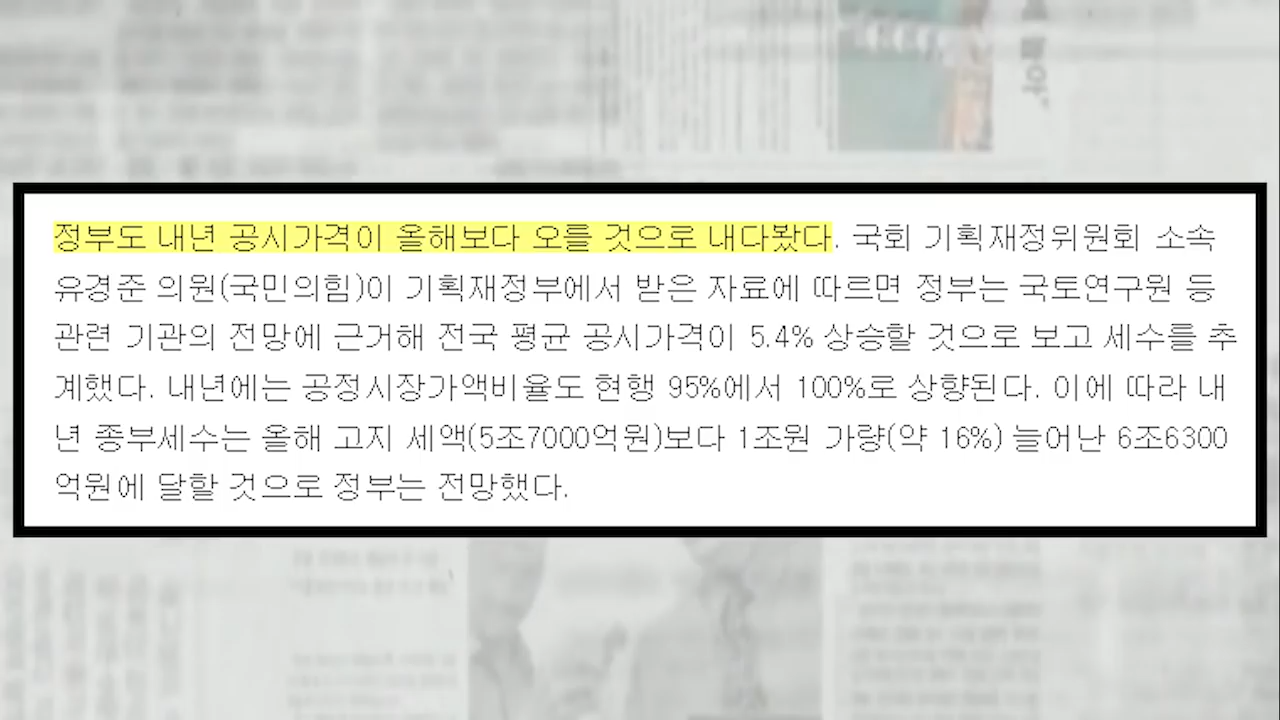 정부도 내년 공시가격이 올해보다 오를 것으로 내다봤다. 국회 기획재정위원회 소속
유경준 의원(국민의힘)이 기획재정부에서 받은 자료에 따르면 정부는 국토연구원 등
관련 기관의 전망에 근거해 전국 평균 공시가격이 5.4% 상승할 것으로 보고 세수를 추
계했다. 내년에는 공정시장가액비율도 현행 95%에서 100%로 상향된다. 이에 따라 내
년 종부세수는 올해 고지 세액(5조7000억원)보다 1조원 가량(약 16%) 늘어난 6조6300
억원에 달할 것으로 정부는 전망했다.